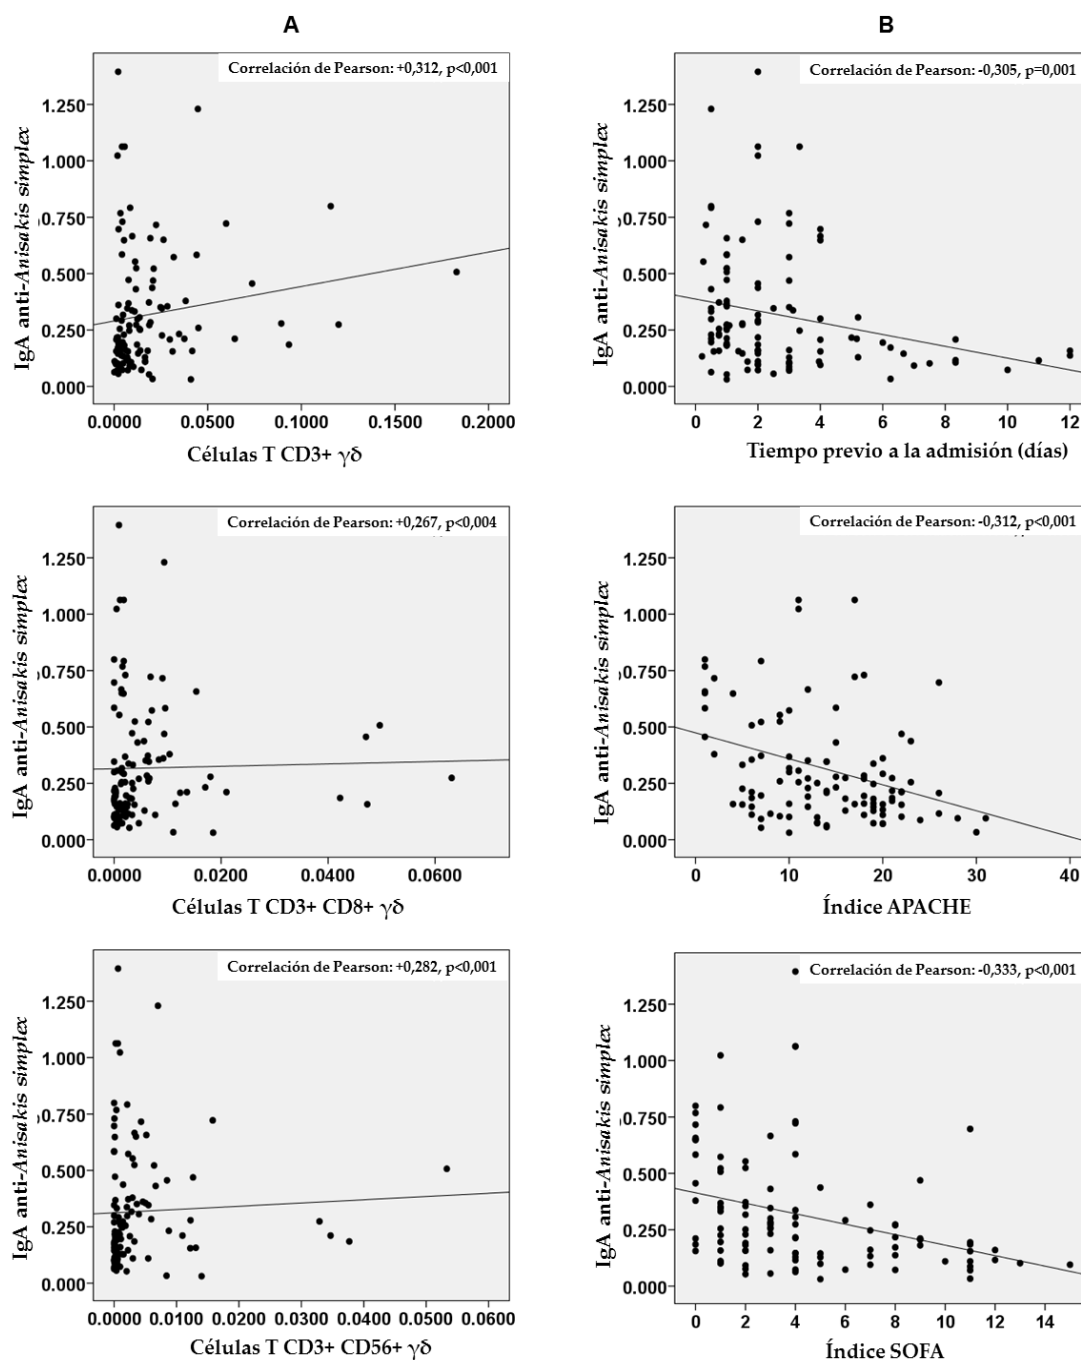 A
B
Correlación de Pearson: +0,312, p<0,001
IgA anti-Anisakis simplex
1.250
1.000
0.750
0.500
0.250
0.000
0.0000 0.0500 0.1000 0.1500 0.2000
Células T CD3+ γδ
Correlación de Pearson: -0,305, p=0,001
IgA anti-Anisakis simplex
1.250
1.000
0.750
0.500
0.250
0.000
0 2 4 6 8 10 12
Tiempo previo a la admisión (días)
Correlación de Pearson: +0,267, p<0,004
IgA anti-Anisakis simplex
1.250
1.000
0.750
0.500
0.250
0.000
0.0000 0.0200 0.0400 0.0600
Células T CD3+ CD8+ γδ
Correlación de Pearson: -0,312, p<0,001
IgA anti-Anisakis simplex
1.250
1.000
0.750
0.500
0.250
0.000
0 10 20 30 40
Índice APACHE
Correlación de Pearson: +0,282, p<0,001
IgA anti-Anisakis simplex
1.250
1.000
0.750
0.500
0.250
0.000
0.0000 0.0100 0.0200 0.0300 0.0400 0.0500 0.0600
Células T CD3+ CD56+ γδ
Correlación de Pearson: -0,333, p<0,001
IgA anti-Anisakis simplex
1.250
1.000
0.750
0.500
0.250
0.000
0 2 4 6 8 10 12 14
Índice SOFA